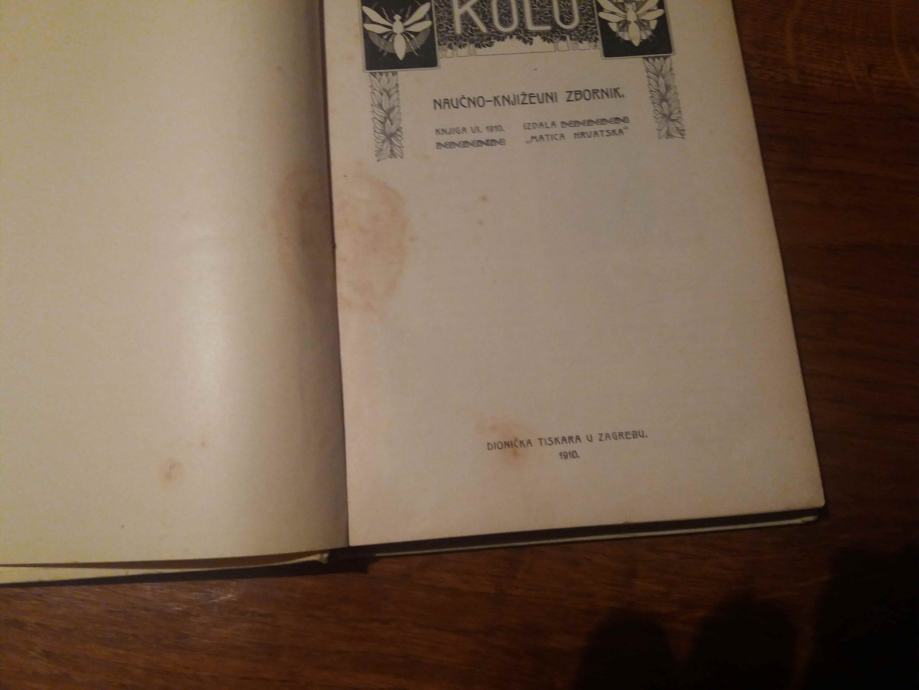 KOLO
NAUČNO-KNJIŽEVNI ZBORNIK.
KNJIGA VI. 1910. IZDALA
„MATICA HRVATSKA"
DIONIČKA TISKARA U ZAGREBU.
1910.